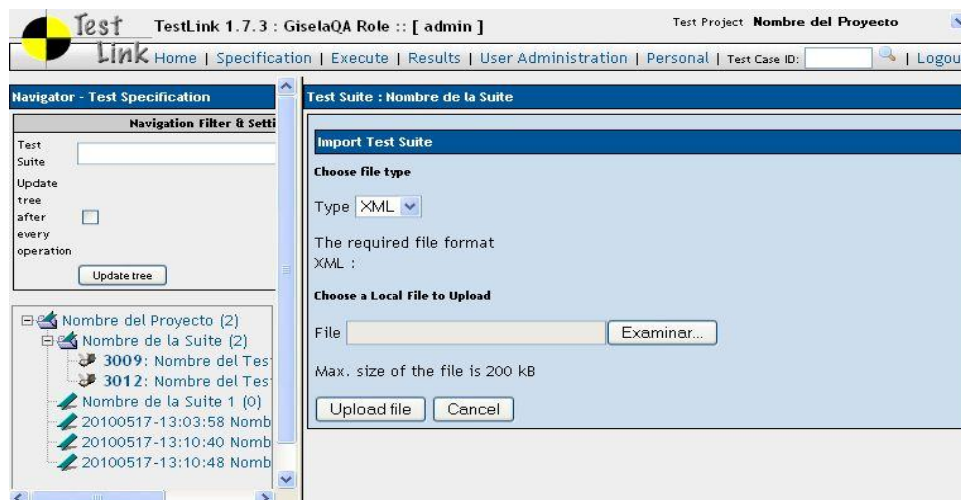 Test Link
TestLink 1.7.3 : GiselaQA Role :: [ admin ]
Test Project Nombre del Proyecto
Home | Specification | Execute | Results | User Administration | Personal | Test Case ID: | Logou
Navigator - Test Specification
Navigation Filter & Setti
Test Suite
Update tree after every operation
Update tree
Nombre del Proyecto (2)
Nombre de la Suite (2)
3009: Nombre del Tes
3012: Nombre del Tes
Nombre de la Suite 1 (0)
20100517-13:03:58 Nomb
20100517-13:10:40 Nomb
20100517-13:10:48 Nomb
Test Suite : Nombre de la Suite
Import Test Suite
Choose file type
Type XML
The required file format
XML :
Choose a Local File to Upload
File Examinar...
Max. size of the file is 200 kB
Upload file Cancel